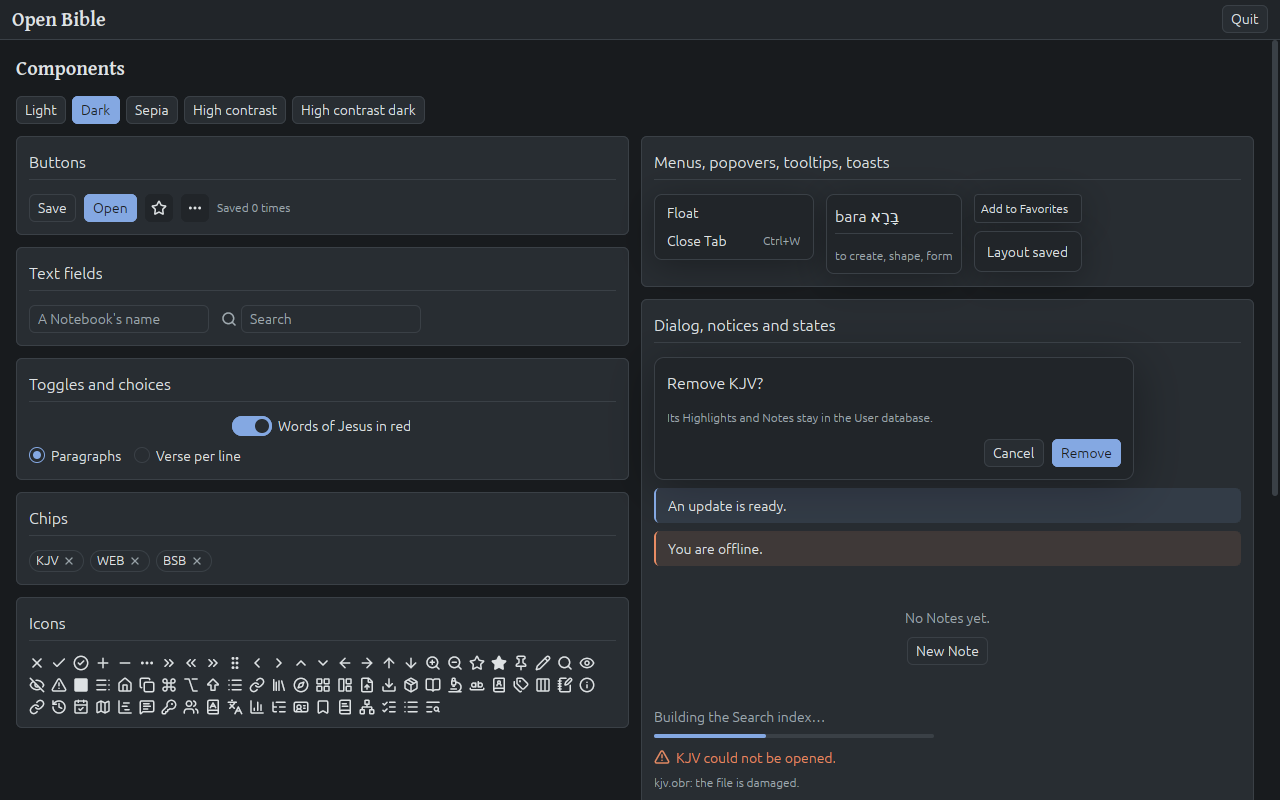 Open Bible
Quit
Components
Light
Dark
Sepia
High contrast
High contrast dark
Buttons
Save
Open
Saved 0 times
Text fields
A Notebook's name
Search
Toggles and choices
Words of Jesus in red
Paragraphs
Verse per line
Chips
KJV
WEB
BSB
Icons
Menus, popovers, tooltips, toasts
Float
Close Tab Ctrl+W
bara בָּרָא
to create, shape, form
Add to Favorites
Layout saved
Dialog, notices and states
Remove KJV?
Its Highlights and Notes stay in the User database.
Cancel
Remove
An update is ready.
You are offline.
No Notes yet.
New Note
Building the Search index…
KJV could not be opened.
kjv.obr: the file is damaged.